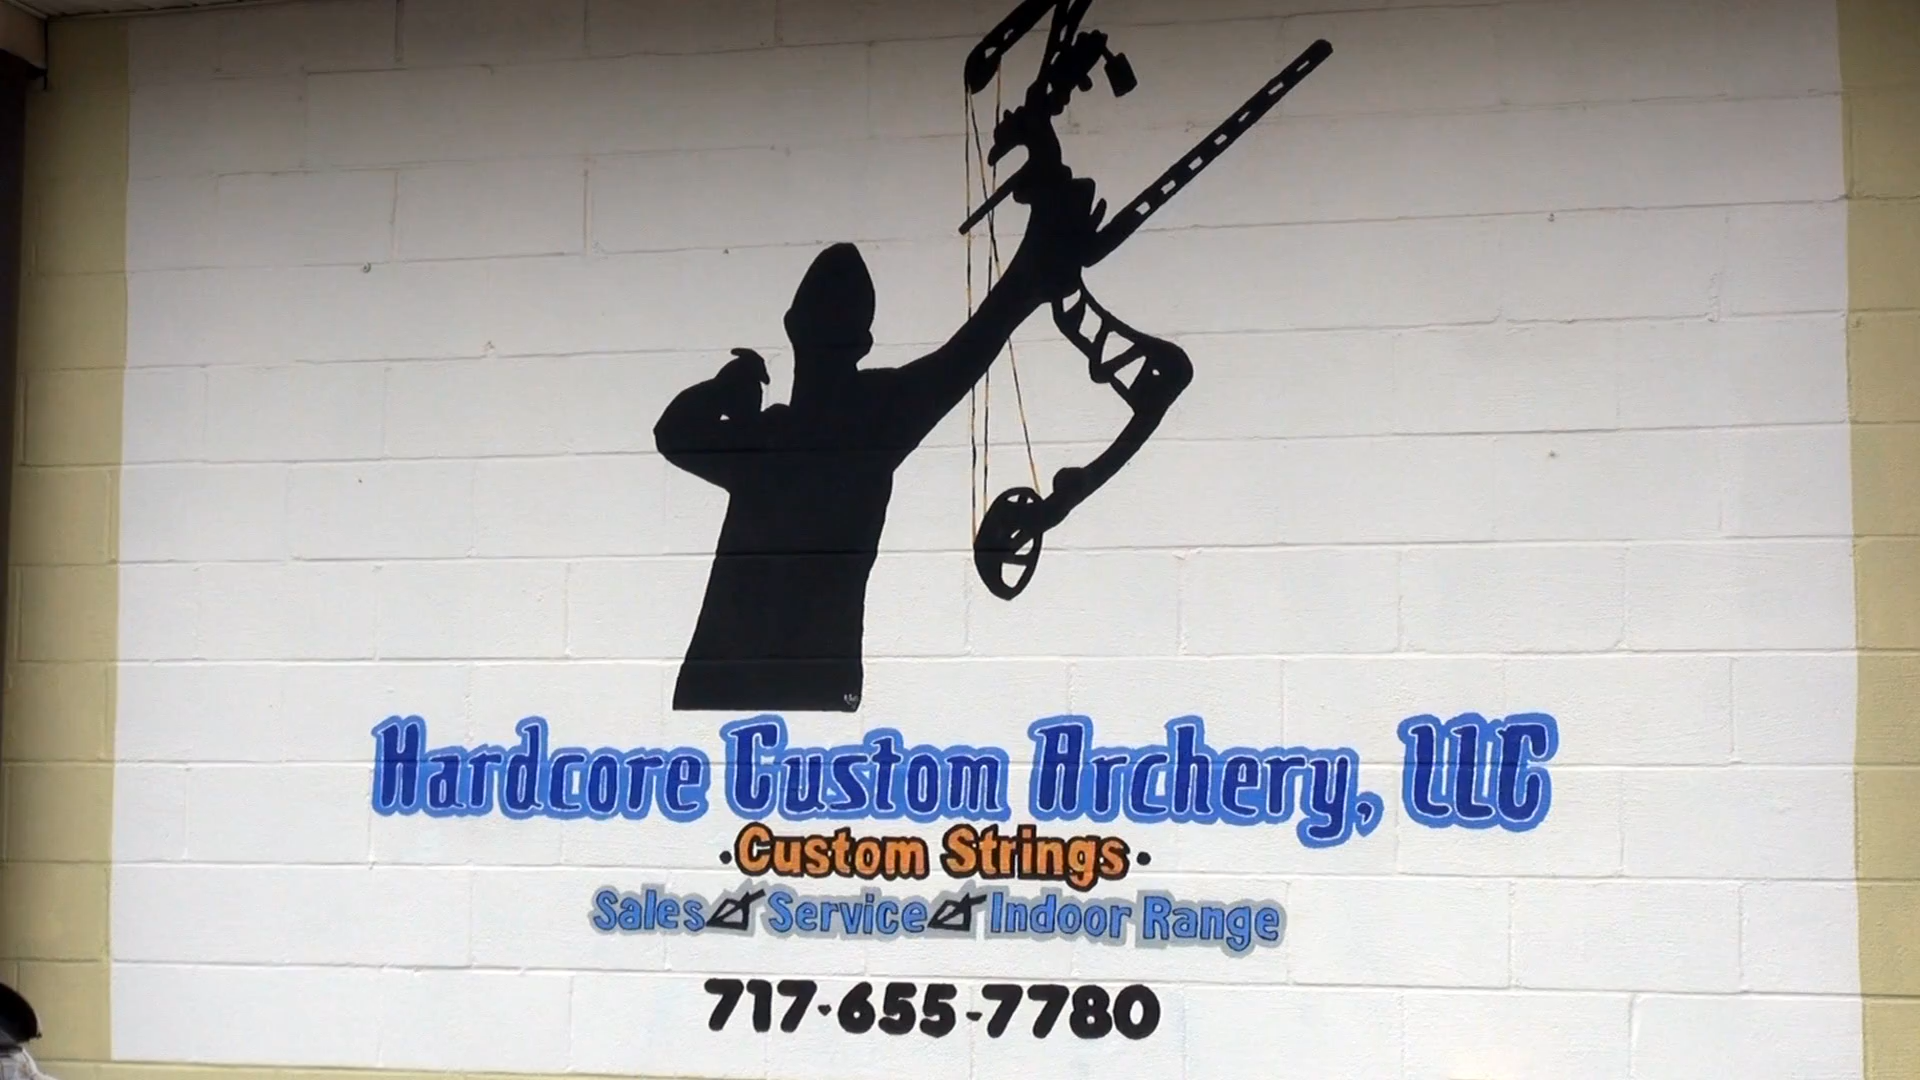 Hardcore Custom Archery, LLC
·Custom Strings·
Sales Service Indoor Range
717-655-7780